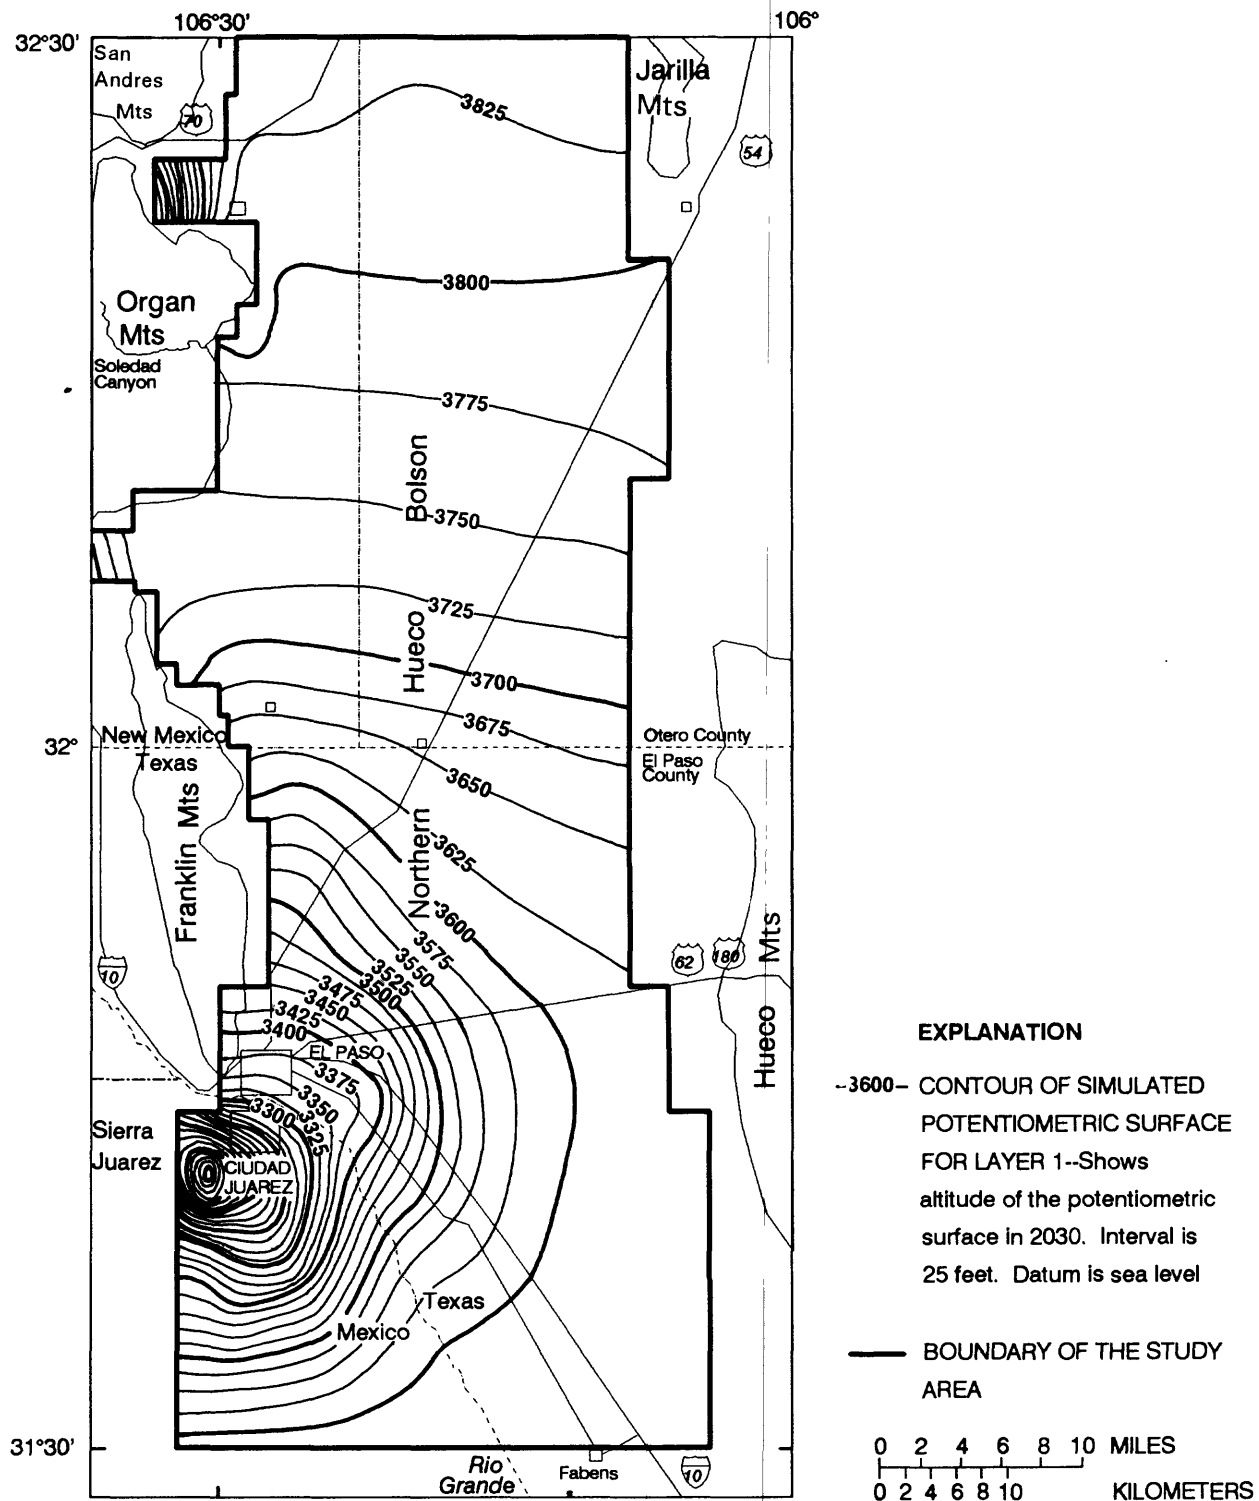 106°30'
106°
32°30'
San
Andres
Mts
70
Jarilla
Mts
3825
54
3800
Organ
Mts
Soledad
Canyon
3775
Bolson
3750
3725
Hueco
3700
3675
New Mexico
Texas
32°
Otero County
El Paso
County
3650
Franklin Mts
Northern
3625
3600
3575
3550
3525
3500
3475
3450
3425
3400
10
62
180
Hueco Mts
EL PASO
3375
3350
3325
3300
Sierra
Juarez
CIUDAD
JUAREZ
Texas
Mexico
31°30'
Rio
Grande
Fabens
10
EXPLANATION
-3600- CONTOUR OF SIMULATED
POTENTIOMETRIC SURFACE
FOR LAYER 1--Shows
altitude of the potentiometric
surface in 2030. Interval is
25 feet. Datum is sea level
BOUNDARY OF THE STUDY
AREA
0 2 4 6 8 10 MILES
0 2 4 6 8 10 KILOMETERS